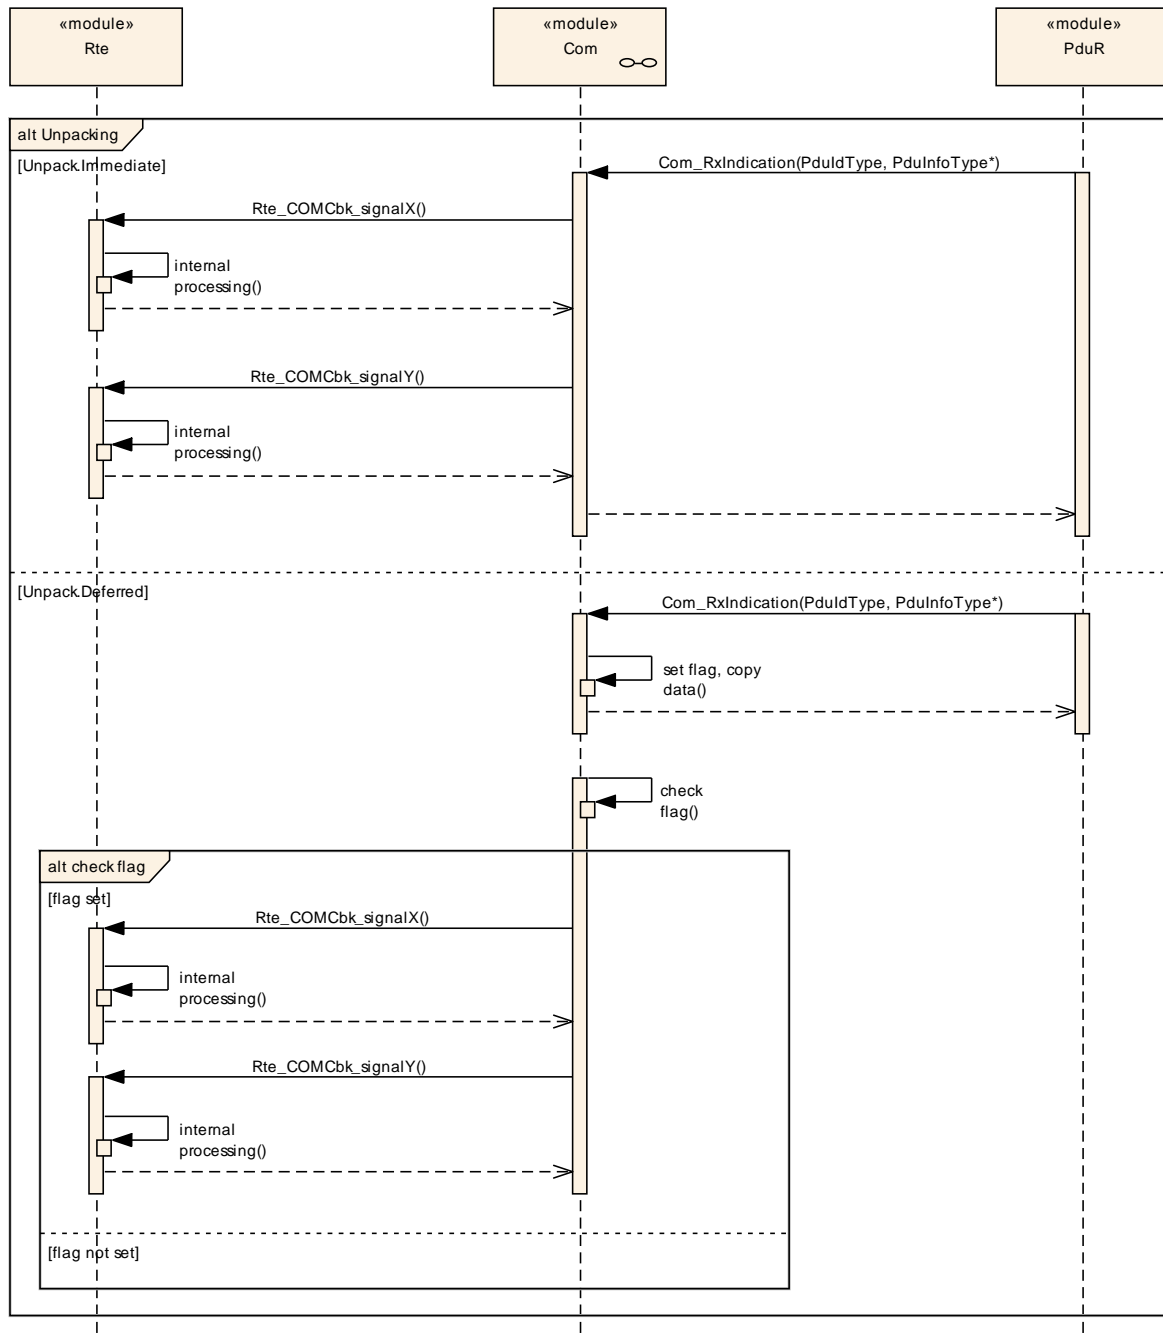 «module»
Rte
«module»
Com
«module»
PduR
alt Unpacking
[Unpack.Immediate]
Com_RxIndication(PduIdType, PduInfoType*)
Rte_COMCbk_signalX()
internal
processing()
Rte_COMCbk_signalY()
internal
processing()
[Unpack.Deferred]
Com_RxIndication(PduIdType, PduInfoType*)
set flag, copy
data()
check
flag()
alt check flag
[flag set]
Rte_COMCbk_signalX()
internal
processing()
Rte_COMCbk_signalY()
internal
processing()
[flag not set]